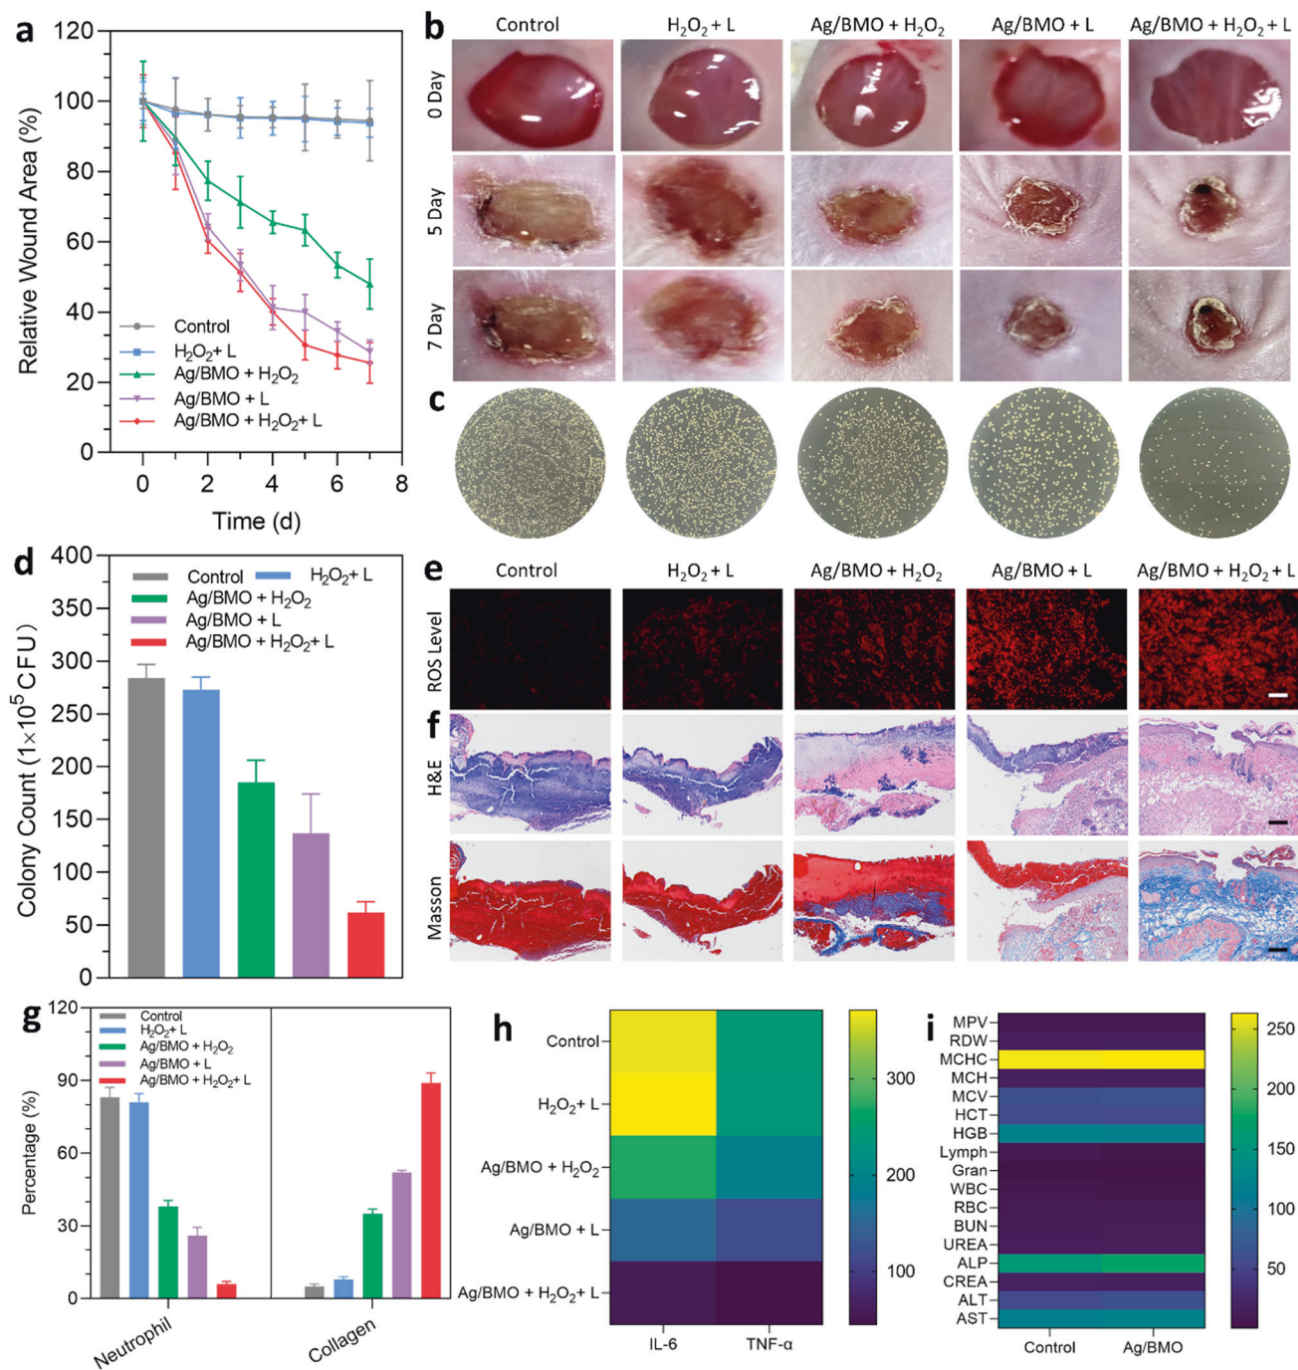 a
120
100
80
60
40
20
0
Relative Wound Area (%)
Control
H₂O₂+ L
Ag/BMO + H₂O₂
Ag/BMO + L
Ag/BMO + H₂O₂+ L
0 2 4 6 8
Time (d)
b
Control H₂O₂ + L Ag/BMO + H₂O₂ Ag/BMO + L Ag/BMO + H₂O₂ + L
0 Day
5 Day
7 Day
c
d
400
350
300
250
200
150
100
50
0
Colony Count (1×10⁵ CFU)
Control H₂O₂+ L
Ag/BMO + H₂O₂
Ag/BMO + L
Ag/BMO + H₂O₂+ L
e
Control H₂O₂ + L Ag/BMO + H₂O₂ Ag/BMO + L Ag/BMO + H₂O₂ + L
ROS Level
f
H&E
Masson
g
120
90
60
30
0
Percentage (%)
Control
H₂O₂+ L
Ag/BMO + H₂O₂
Ag/BMO + L
Ag/BMO + H₂O₂+ L
Neutrophil Collagen
h
Control
H₂O₂+ L
Ag/BMO + H₂O₂
Ag/BMO + L
Ag/BMO + H₂O₂+ L
IL-6 TNF-α
300
200
100
i
MPV
RDW
MCHC
MCH
MCV
HCT
HGB
Lymph
Gran
WBC
RBC
BUN
UREA
ALP
CREA
ALT
AST
Control Ag/BMO
250
200
150
100
50